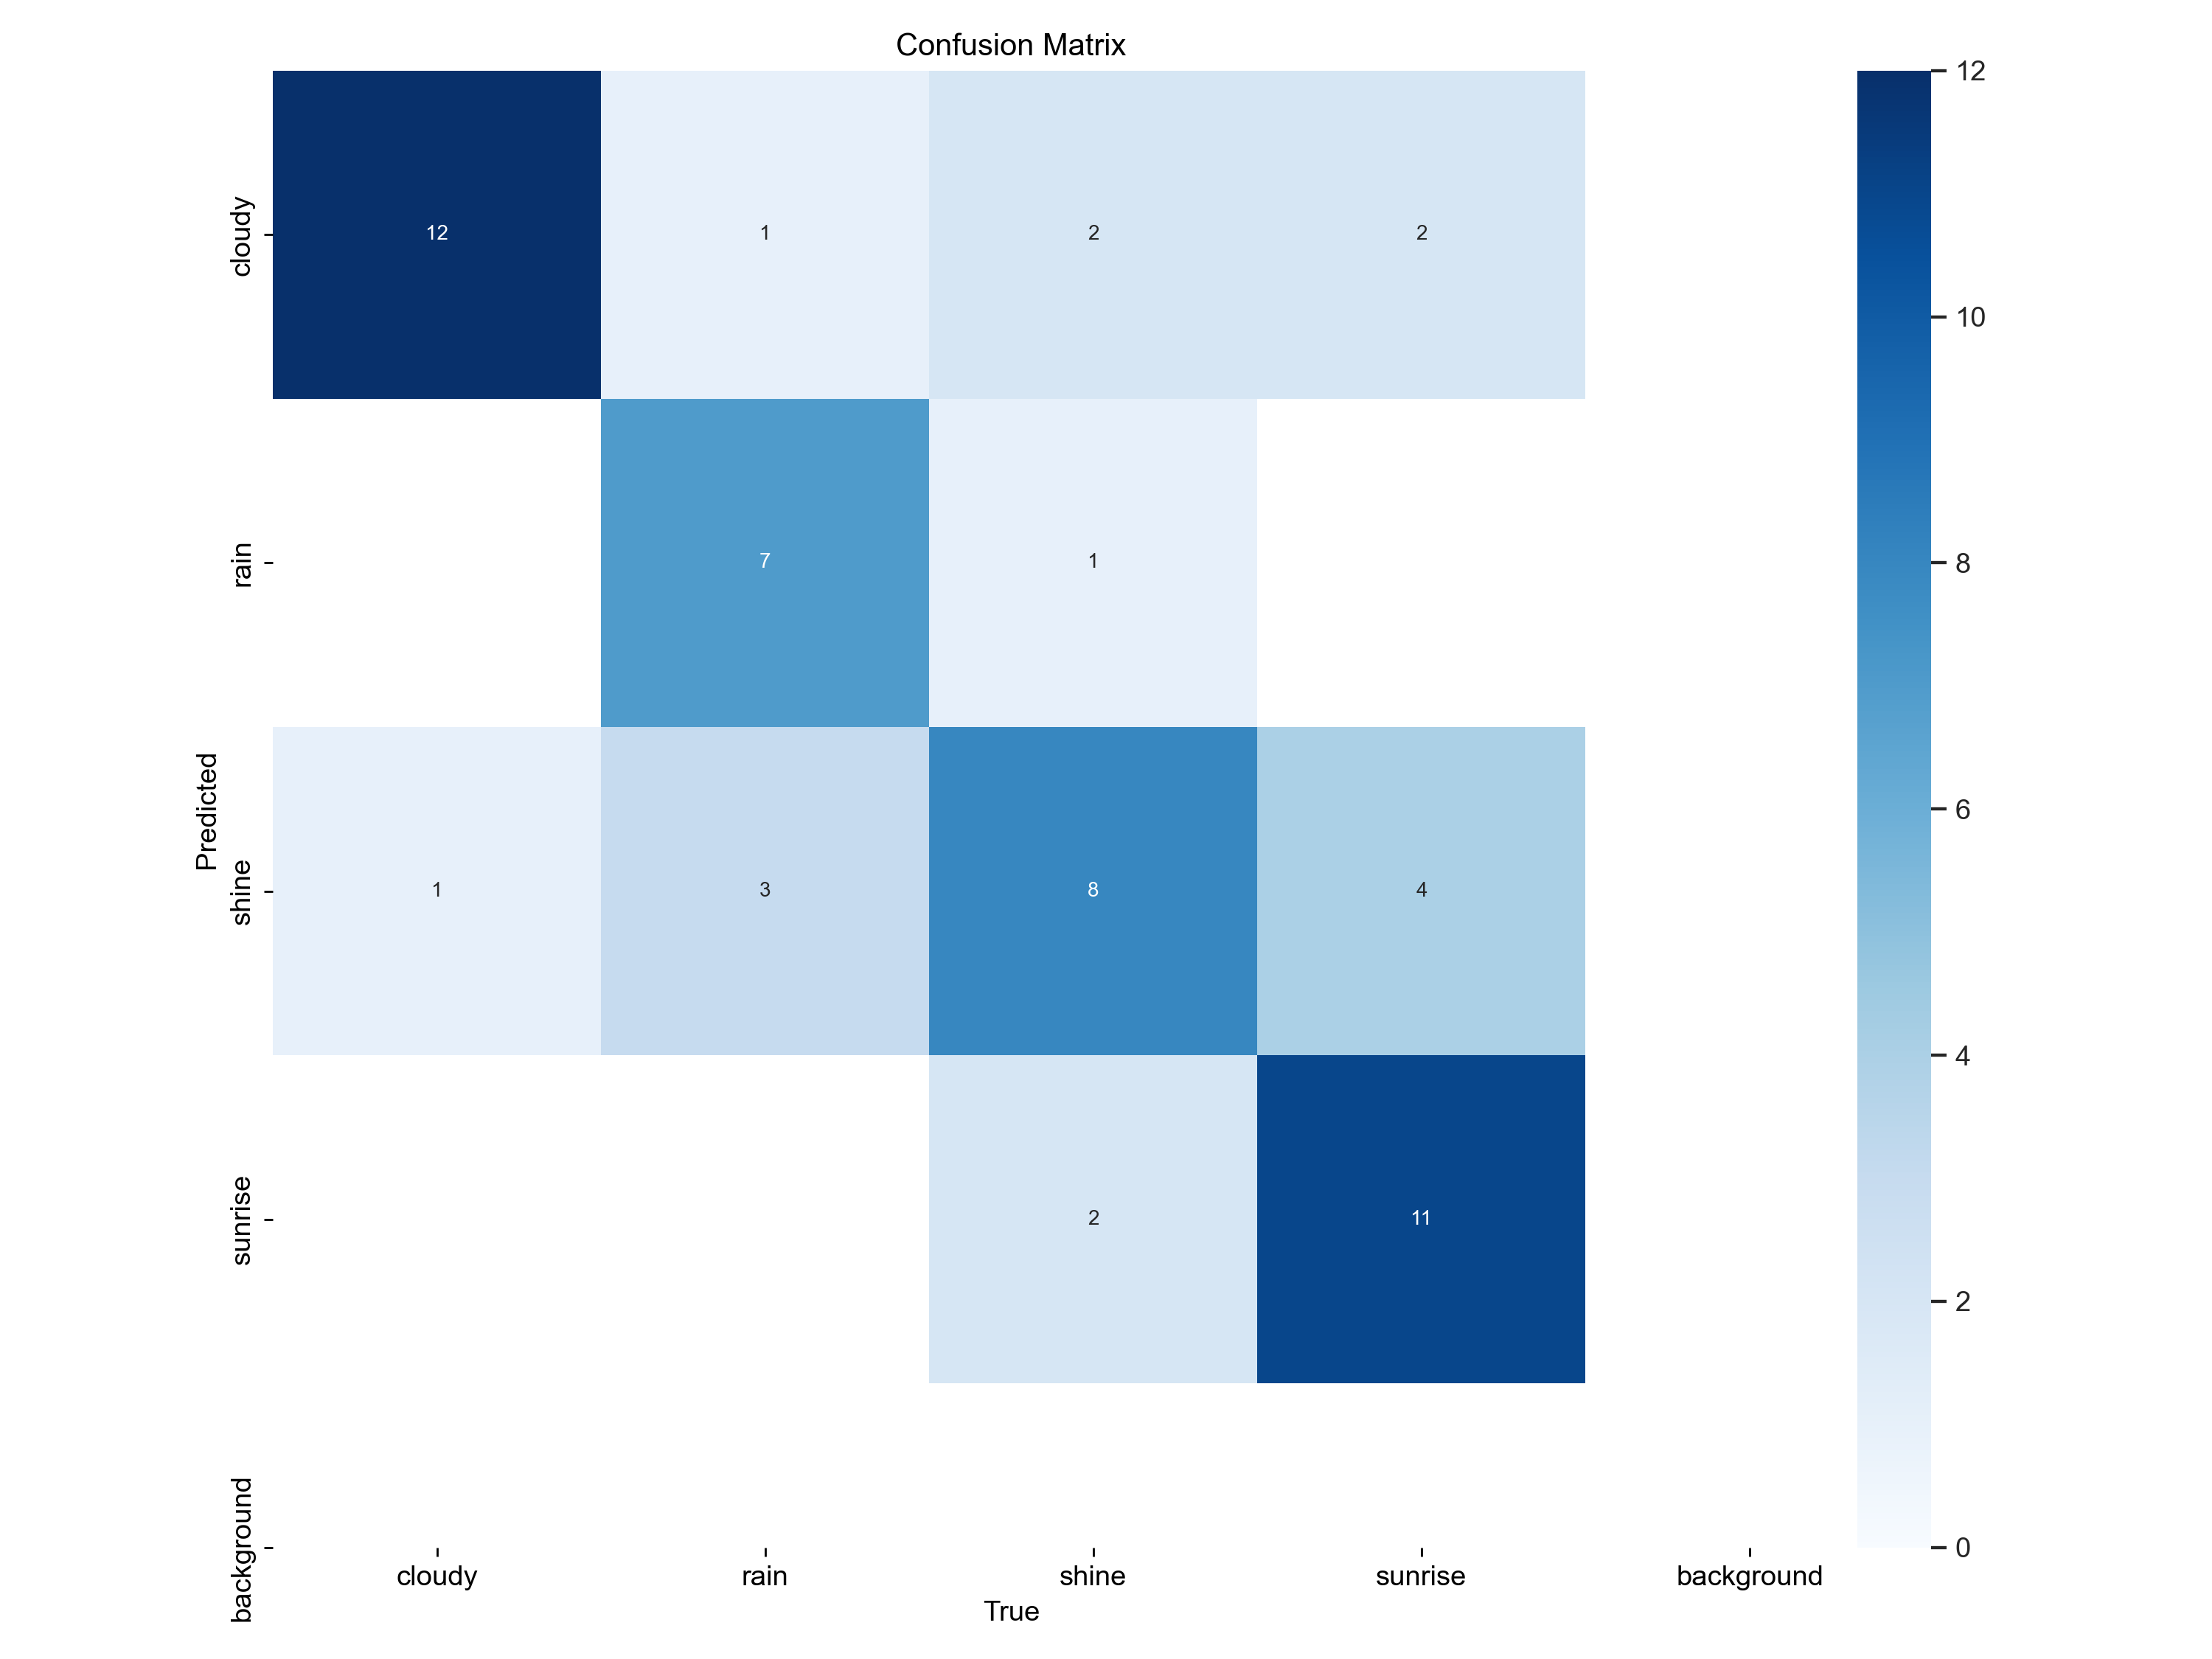 Confusion Matrix
12
cloudy
12
1
2
2
10
rain
7
1
8
Predicted
6
shine
1
3
8
4
4
sunrise
2
11
2
background
0
cloudy rain shine sunrise background
True